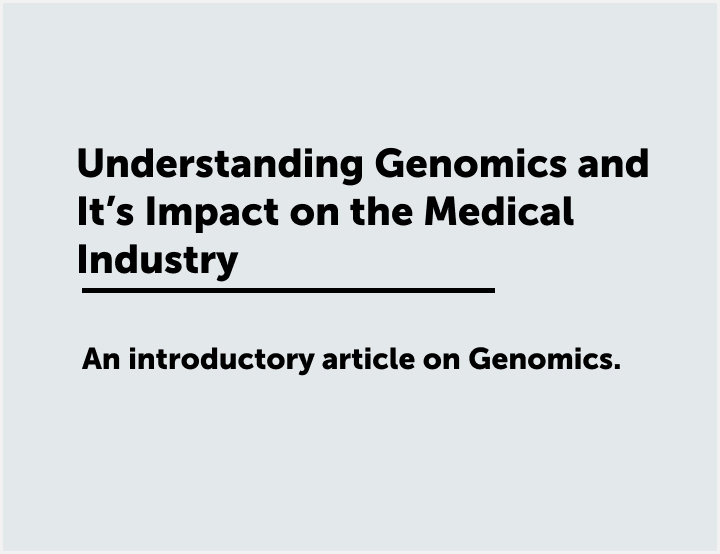 Understanding Genomics and
It’s Impact on the Medical
Industry
An introductory article on Genomics.